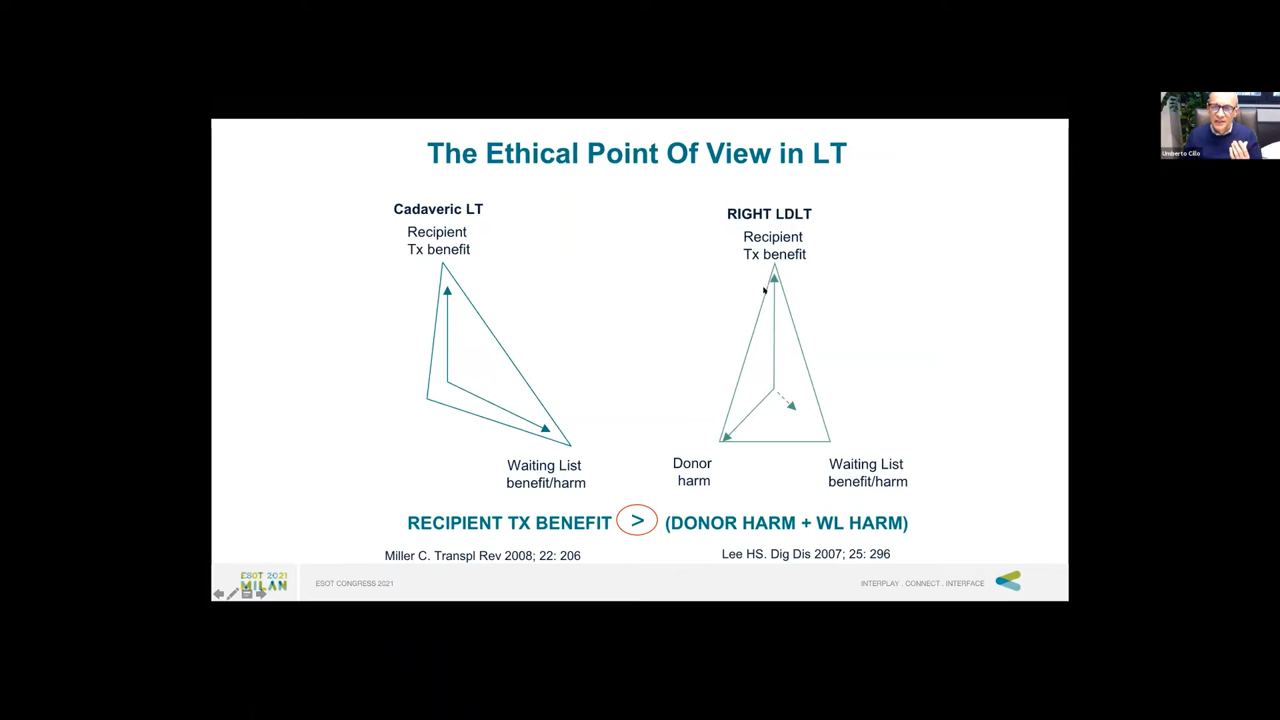 The Ethical Point Of View in LT
Cadaveric LT
Recipient
Tx benefit
Waiting List
benefit/harm
RIGHT LDLT
Recipient
Tx benefit
Donor
harm
Waiting List
benefit/harm
RECIPIENT TX BENEFIT > (DONOR HARM + WL HARM)
Miller C. Transpl Rev 2008; 22: 206
Lee HS. Dig Dis 2007; 25: 296
ESOT 2021
MILAN
ESOT CONGRESS 2021
INTERPLAY . CONNECT . INTERFACE
Umberto Cillo